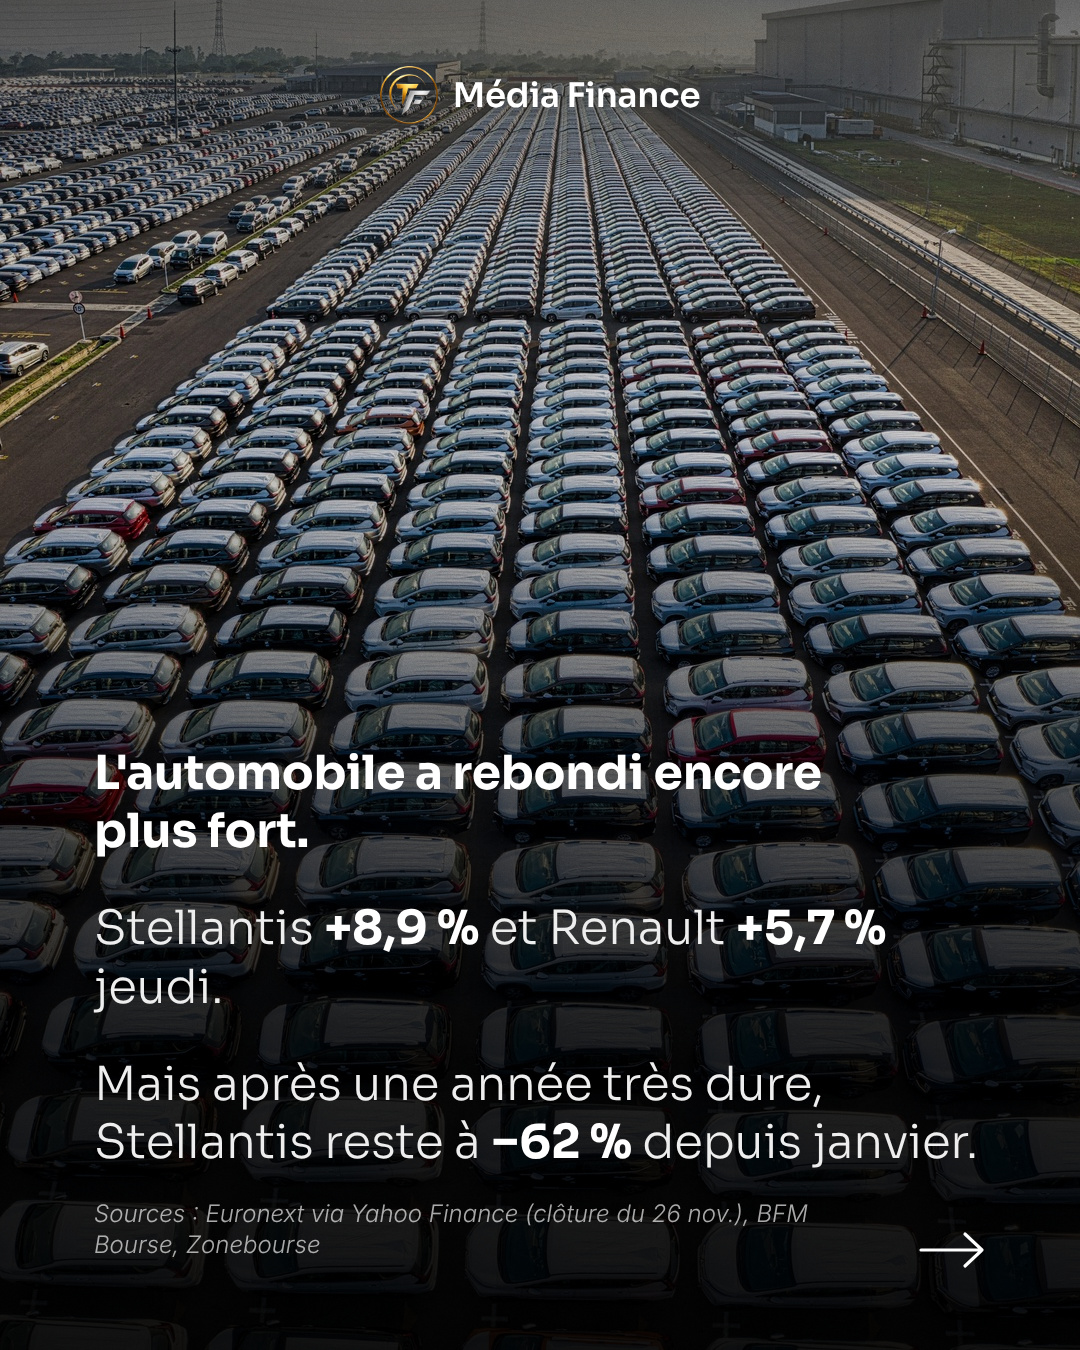 TF Média Finance
L'automobile a rebondi encore
plus fort.
Stellantis +8,9 % et Renault +5,7 %
jeudi.
Mais après une année très dure,
Stellantis reste à −62 % depuis janvier.
Sources : Euronext via Yahoo Finance (clôture du 26 nov.), BFM
Bourse, Zonebourse